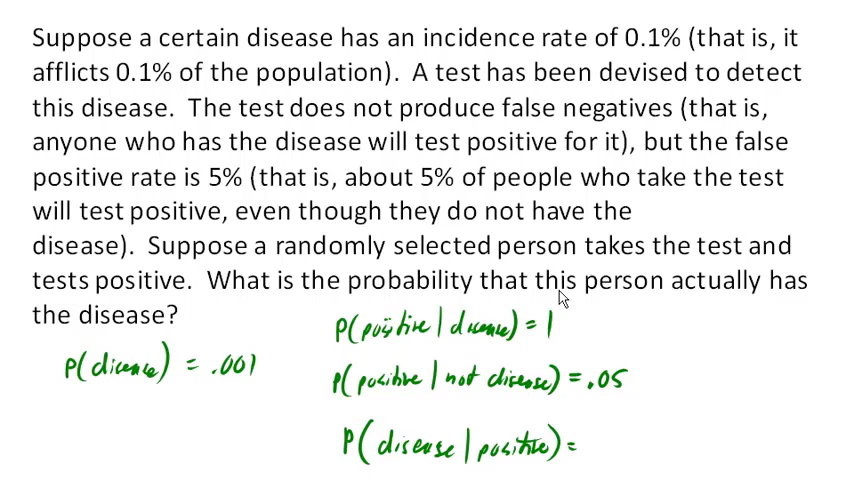 Suppose a certain disease has an incidence rate of 0.1% (that is, it
afflicts 0.1% of the population).  A test has been devised to detect
this disease.  The test does not produce false negatives (that is,
anyone who has the disease will test positive for it), but the false
positive rate is 5% (that is, about 5% of people who take the test
will test positive, even though they do not have the
disease).  Suppose a randomly selected person takes the test and
tests positive.  What is the probability that this person actually has
the disease?
P(positive | disease) = 1
P(disease) = .001
P(positive | not disease) = .05
P(disease | positive) =